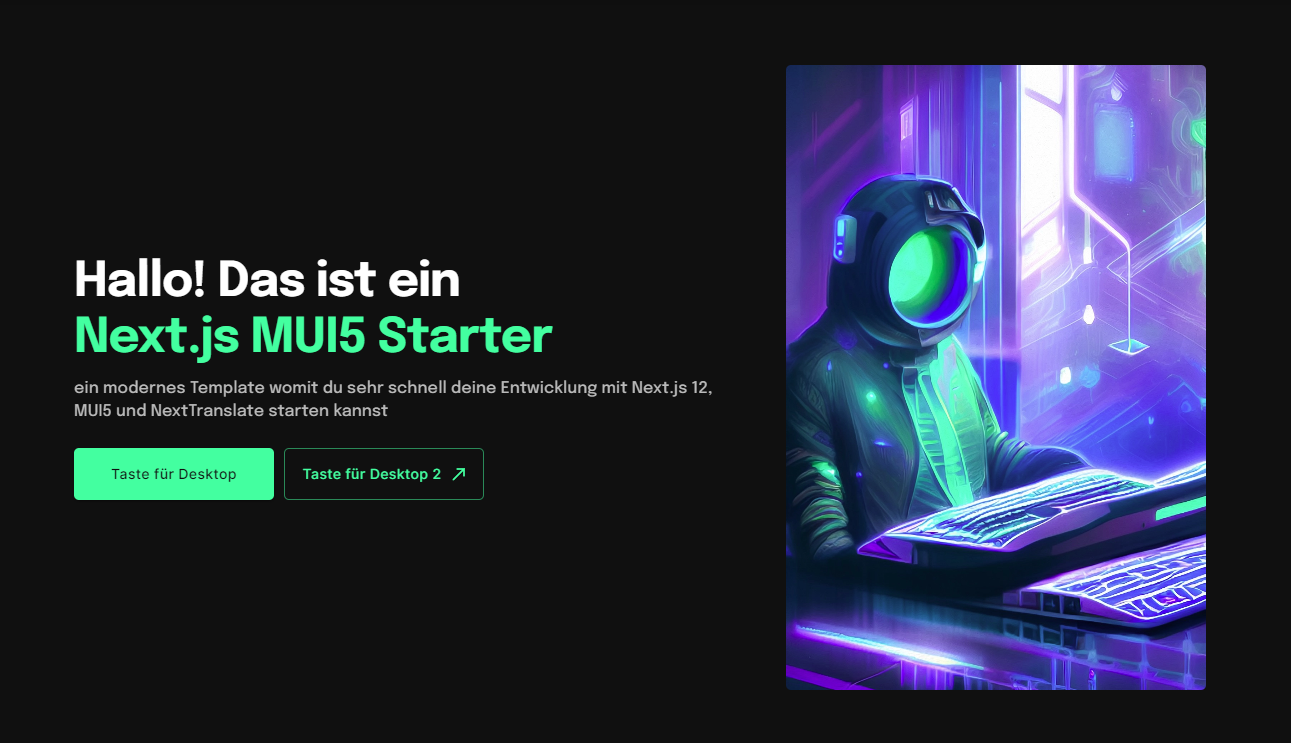 Hallo! Das ist ein
Next.js MUI5 Starter
ein modernes Template womit du sehr schnell deine Entwicklung mit Next.js 12,
MUI5 und NextTranslate starten kannst
Taste für Desktop
Taste für Desktop 2